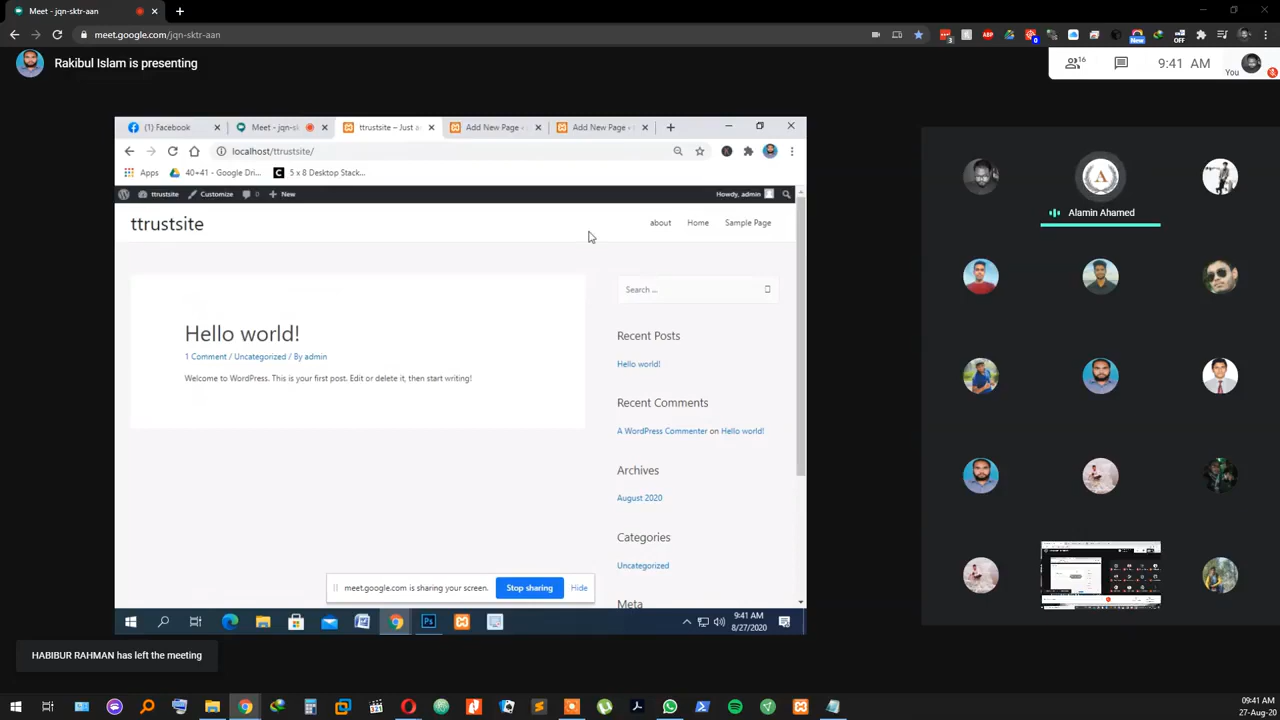 Meet - jqn-sktr-aan
meet.google.com/jqn-sktr-aan
New
OFF
Rakibul Islam is presenting
16
9:41 AM
You
(1) Facebook
Meet - jqn-sk
ttrustsite – Just a
Add New Page ‹
Add New Page ‹
localhost/ttrustsite/
Apps
40+41 - Google Dri...
5 x 8 Desktop Stack...
ttrustsite
Customize
0
New
Howdy, admin
ttrustsite
about
Home
Sample Page
Search ...
Hello world!
1 Comment / Uncategorized / By admin
Welcome to WordPress. This is your first post. Edit or delete it, then start writing!
Recent Posts
Hello world!
Recent Comments
A WordPress Commenter on Hello world!
Archives
August 2020
Categories
Uncategorized
Meta
meet.google.com is sharing your screen.
Stop sharing
Hide
9:41 AM
8/27/2020
Alamin Ahamed
HABIBUR RAHMAN has left the meeting
09:41 AM
27-Aug-20